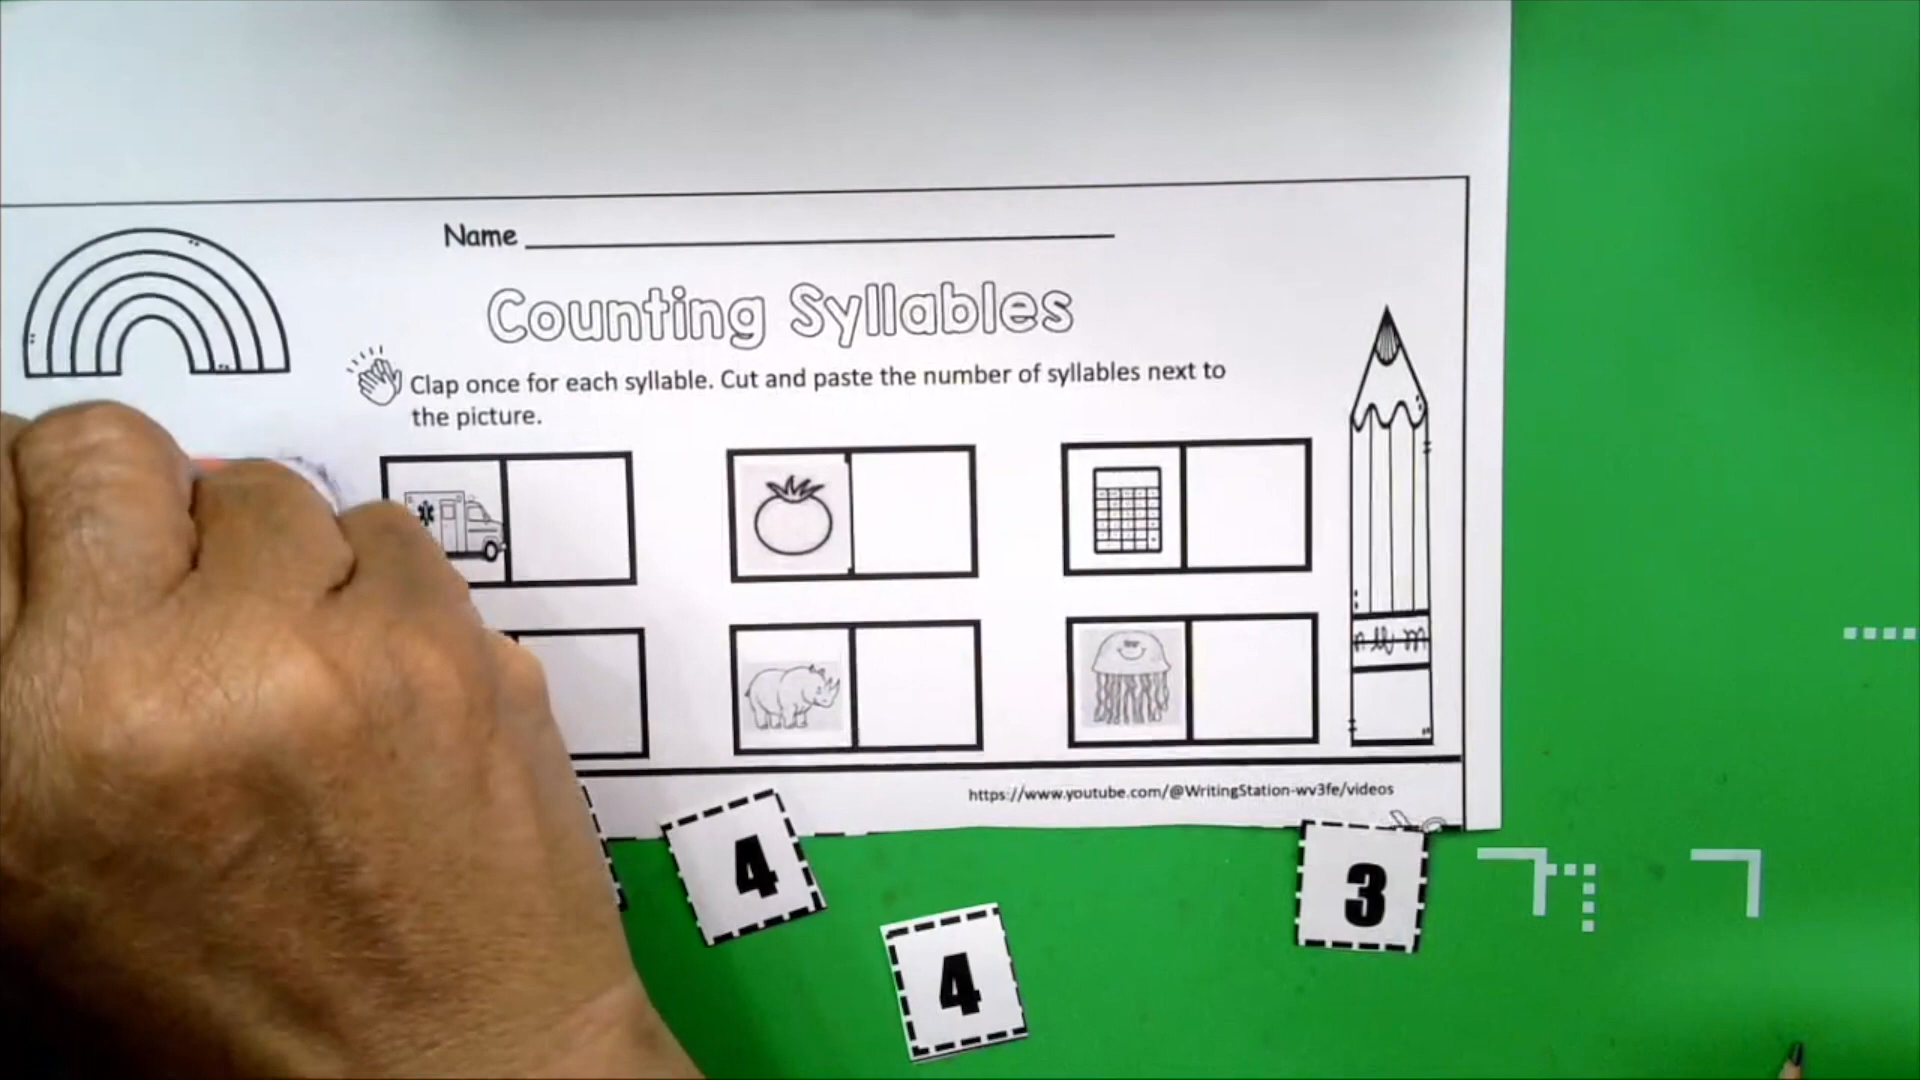 Name
Counting Syllables
Clap once for each syllable. Cut and paste the number of syllables next to
the picture.
https://www.youtube.com/@WritingStation-wv3fe/videos
4
3
4